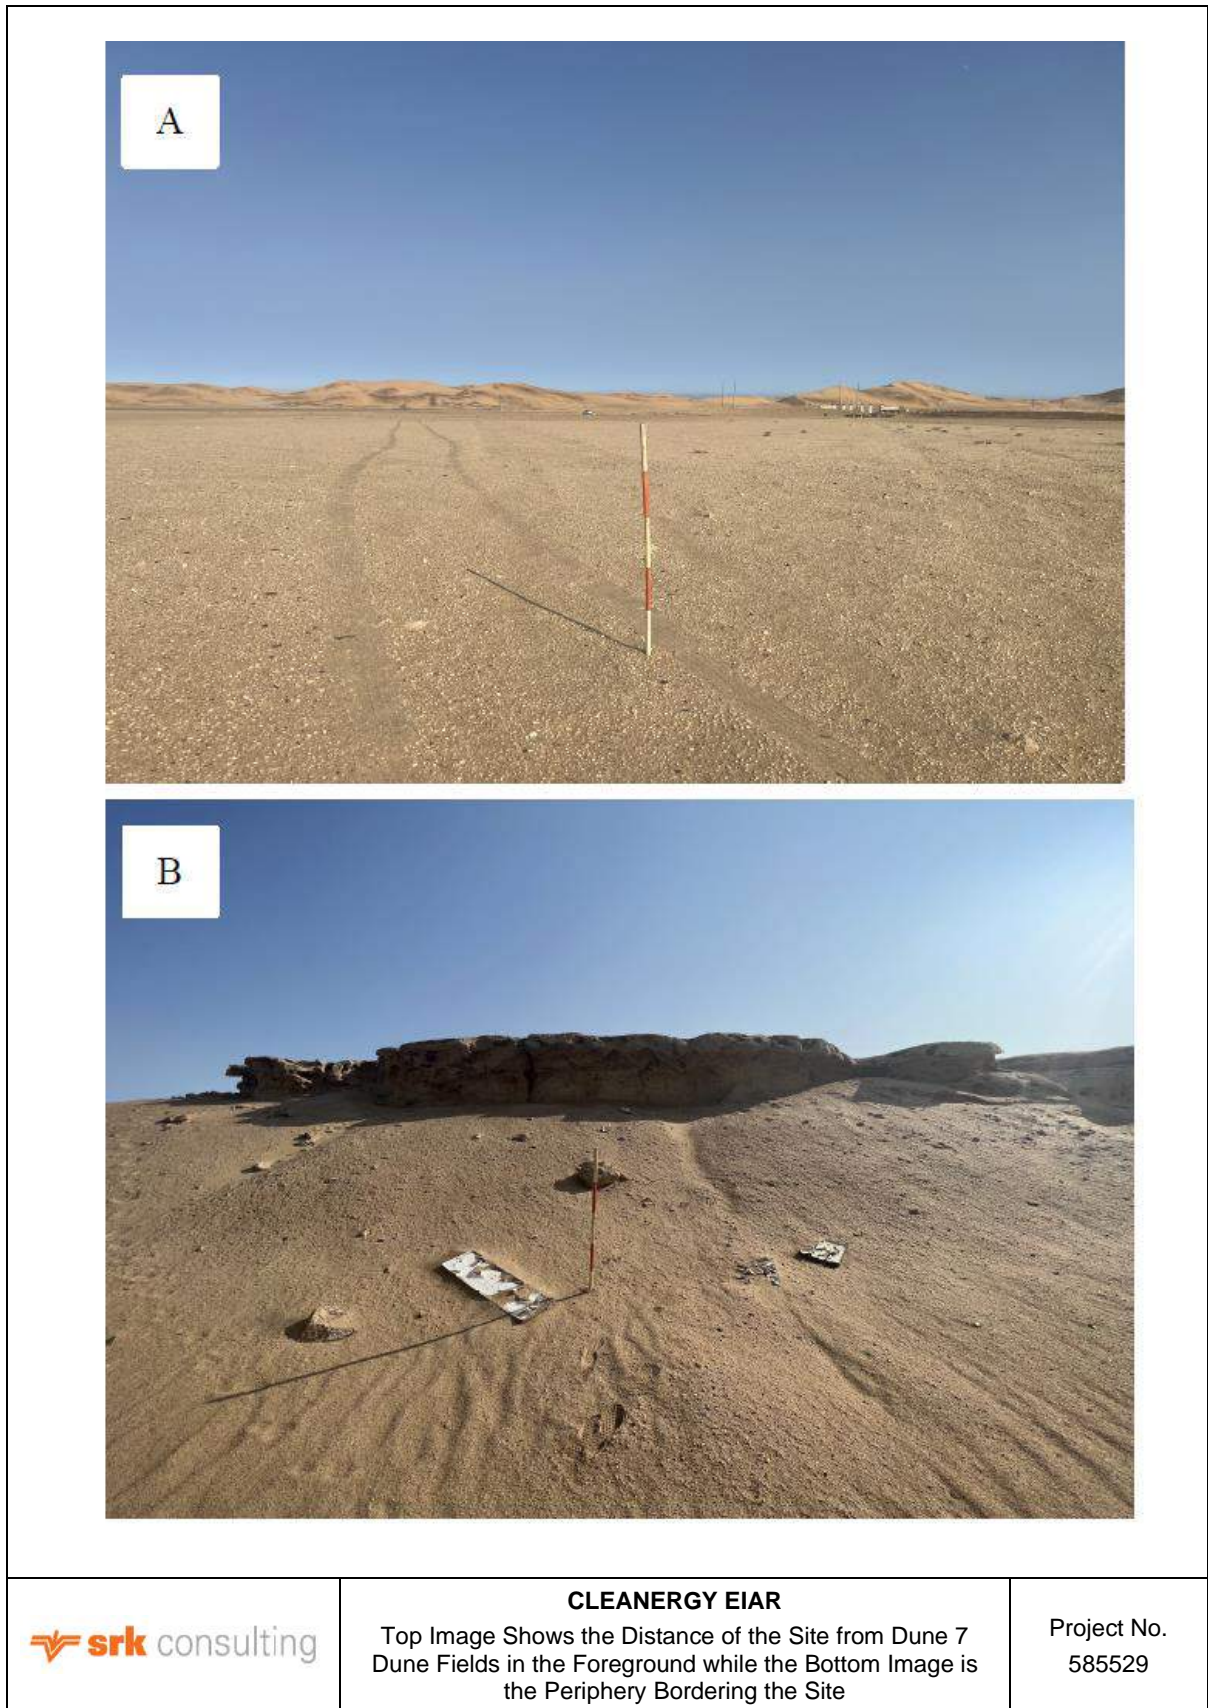 A
B
srk consulting
CLEANERGY EIAR
Top Image Shows the Distance of the Site from Dune 7
Dune Fields in the Foreground while the Bottom Image is
the Periphery Bordering the Site
Project No.
585529